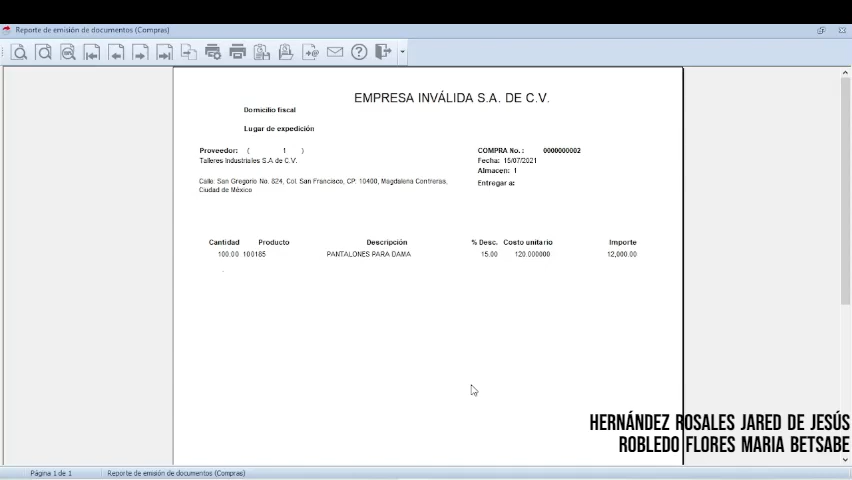 Reporte de emisión de documentos (Compras)
EMPRESA INVÁLIDA S.A. DE C.V.
Domicilio fiscal
Lugar de expedición
Proveedor: ( 1 )
Talleres Industriales S.A de C.V.
Calle: San Gregorio No. 624, Col. San Francisco, CP: 10400, Magdalena Contreras,
Ciudad de México
COMPRA No. : 0000000002
Fecha: 15/07/2021
Almacen: 1
Entregar a:
Cantidad Producto Descripción % Desc. Costo unitario Importe
100.00 100185 PANTALONES PARA DAMA 15.00 120.000000 12,000.00
HERNÁNDEZ ROSALES JARED DE JESÚS
ROBLEDO FLORES MARIA BETSABE
Página 1 de 1 Reporte de emisión de documentos (Compras)